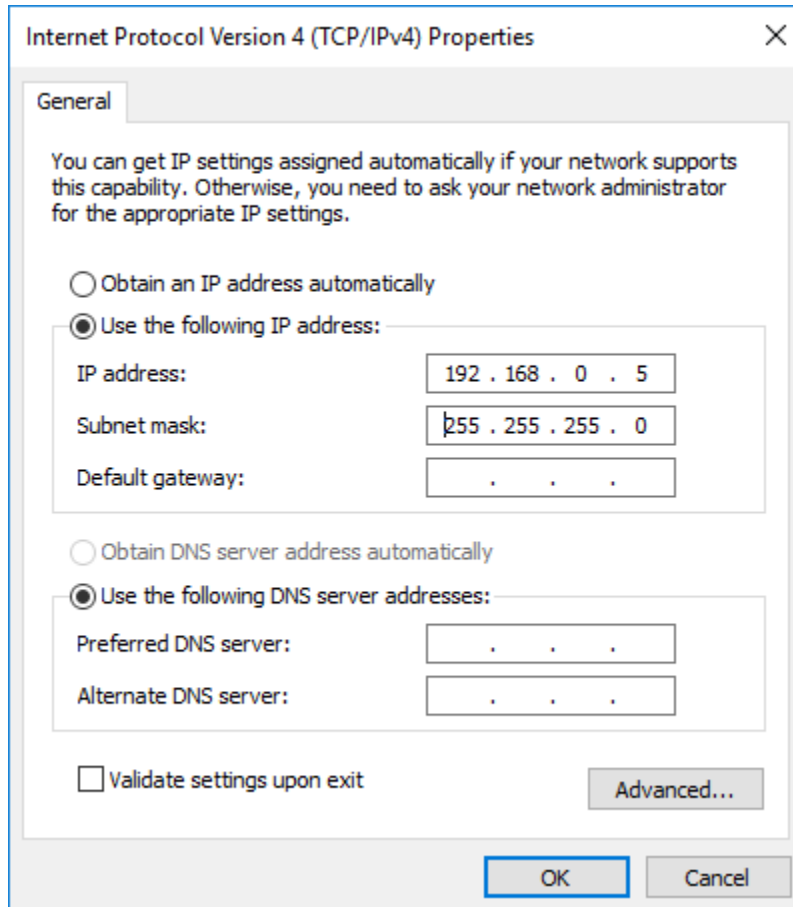 Internet Protocol Version 4 (TCP/IPv4) Properties
General
You can get IP settings assigned automatically if your network supports
this capability. Otherwise, you need to ask your network administrator
for the appropriate IP settings.
Obtain an IP address automatically
Use the following IP address:
IP address: 192 . 168 . 0 . 5
Subnet mask: 255 . 255 . 255 . 0
Default gateway: . . .
Obtain DNS server address automatically
Use the following DNS server addresses:
Preferred DNS server: . . .
Alternate DNS server: . . .
Validate settings upon exit
Advanced...
OK Cancel